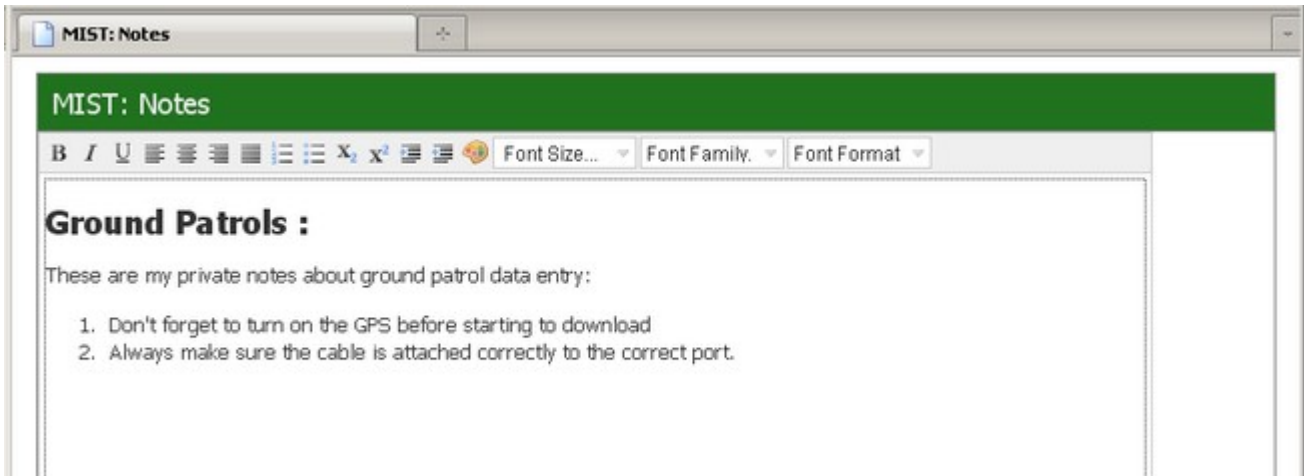 MIST: Notes
MIST: Notes
B I U X₂ X² Font Size... Font Family. Font Format
Ground Patrols :
These are my private notes about ground patrol data entry:
1. Don't forget to turn on the GPS before starting to download
2. Always make sure the cable is attached correctly to the correct port.